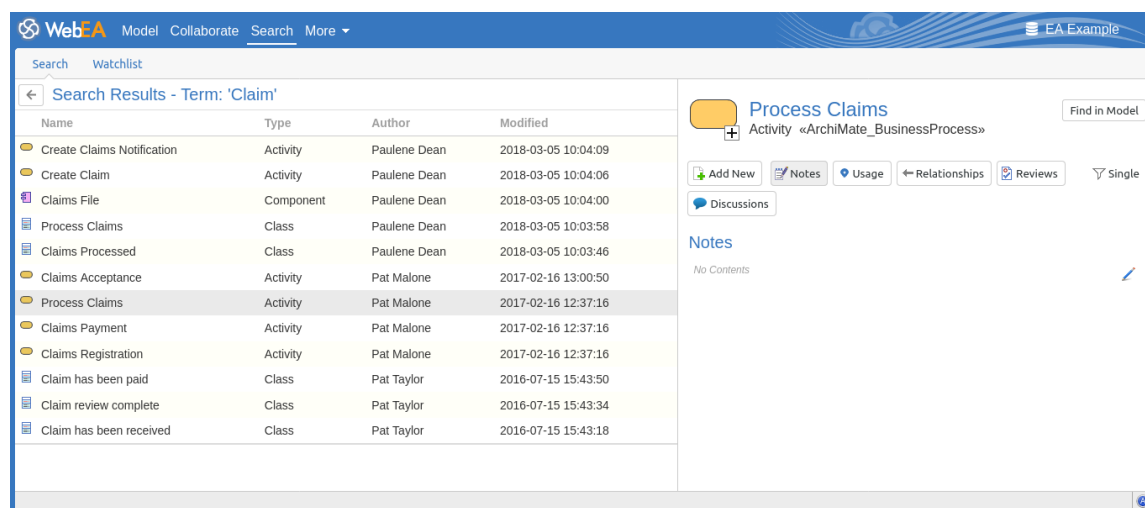 WebEA Model Collaborate Search More EA Example
Search Watchlist
Search Results - Term: 'Claim'
Name Type Author Modified
Create Claims Notification Activity Paulene Dean 2018-03-05 10:04:09
Create Claim Activity Paulene Dean 2018-03-05 10:04:06
Claims File Component Paulene Dean 2018-03-05 10:04:00
Process Claims Class Paulene Dean 2018-03-05 10:03:58
Claims Processed Class Paulene Dean 2018-03-05 10:03:46
Claims Acceptance Activity Pat Malone 2017-02-16 13:00:50
Process Claims Activity Pat Malone 2017-02-16 12:37:16
Claims Payment Activity Pat Malone 2017-02-16 12:37:16
Claims Registration Activity Pat Malone 2017-02-16 12:37:16
Claim has been paid Class Pat Taylor 2016-07-15 15:43:50
Claim review complete Class Pat Taylor 2016-07-15 15:43:34
Claim has been received Class Pat Taylor 2016-07-15 15:43:18
Process Claims
Find in Model
Activity «ArchiMate_BusinessProcess»
Add New Notes Usage Relationships Reviews Single
Discussions
Notes
No Contents